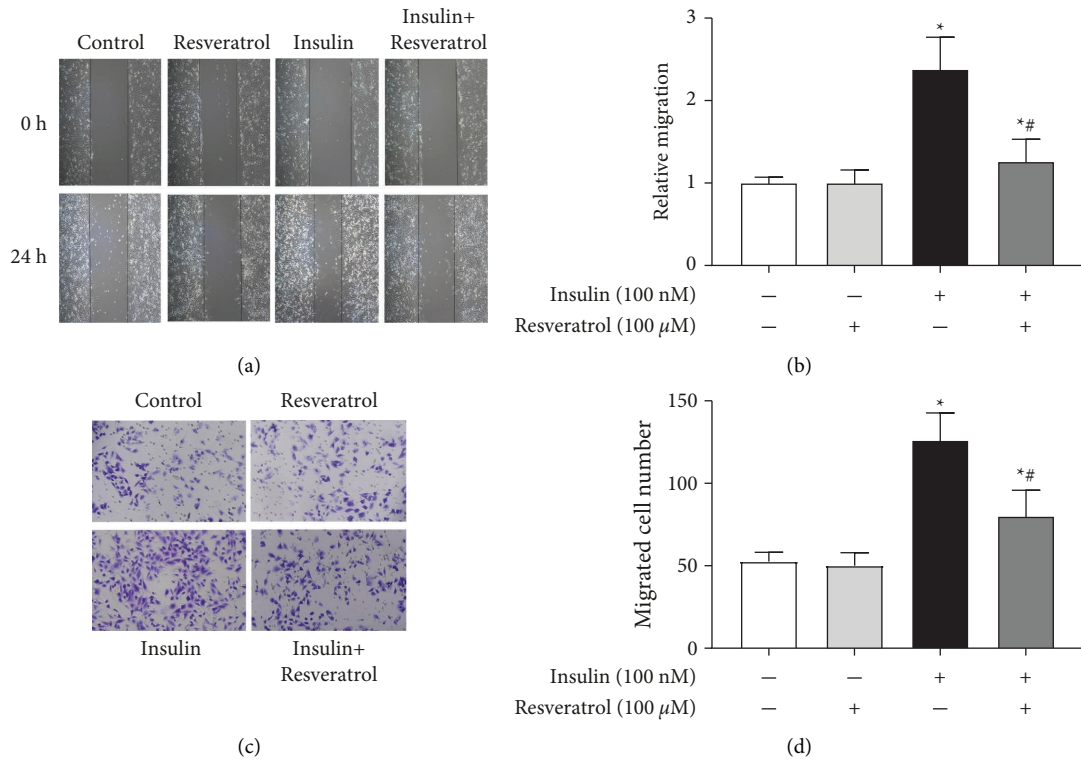 Control
Resveratrol
Insulin
Insulin+
Resveratrol
0 h
24 h
(a)
Relative migration
3
2
1
0
*
*#
Insulin (100 nM) — — + +
Resveratrol (100 µM) — + — +
(b)
Control
Resveratrol
Insulin
Insulin+
Resveratrol
(c)
Migrated cell number
150
100
50
0
*
*#
Insulin (100 nM) — — + +
Resveratrol (100 µM) — + — +
(d)